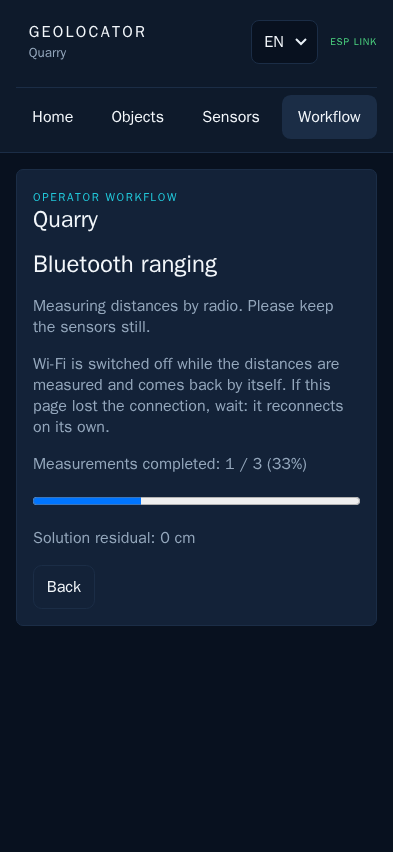 GEOLOCATOR
Quarry
EN
ESP LINK
Home
Objects
Sensors
Workflow
OPERATOR WORKFLOW
Quarry
Bluetooth ranging
Measuring distances by radio. Please keep
the sensors still.
Wi-Fi is switched off while the distances are
measured and comes back by itself. If this
page lost the connection, wait: it reconnects
on its own.
Measurements completed: 1 / 3 (33%)
Solution residual: 0 cm
Back